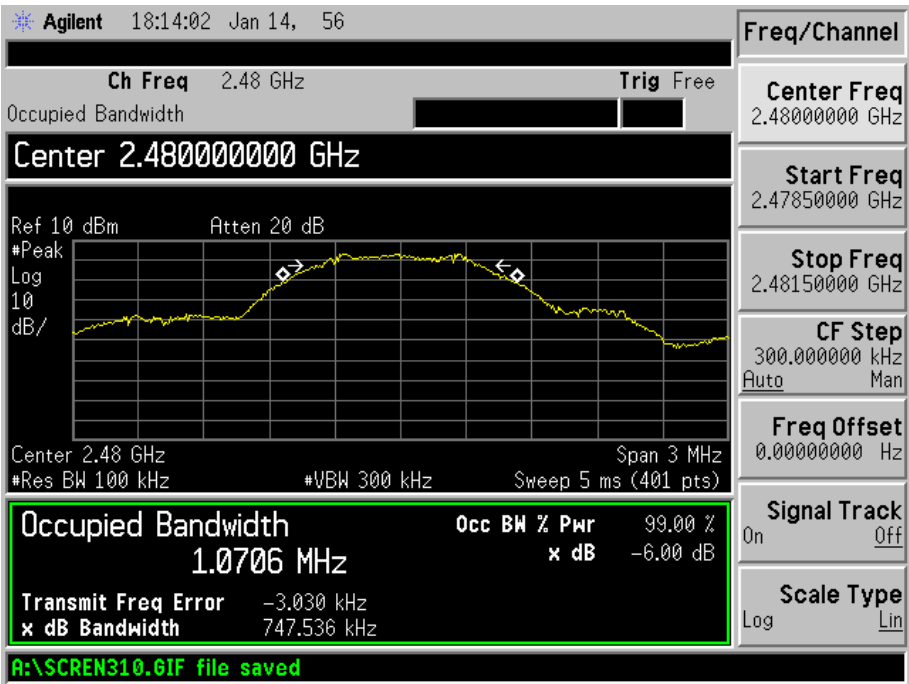 Agilent 18:14:02 Jan 14, 56
Ch Freq 2.48 GHz Trig Free
Occupied Bandwidth
Center 2.480000000 GHz
Ref 10 dBm Atten 20 dB
#Peak
Log
10
dB/
Center 2.48 GHz Span 3 MHz
#Res BW 100 kHz #VBW 300 kHz Sweep 5 ms (401 pts)
Occupied Bandwidth Occ BW % Pwr 99.00 %
1.0706 MHz x dB -6.00 dB
Transmit Freq Error -3.030 kHz
x dB Bandwidth 747.536 kHz
A:\SCREN310.GIF file saved
Freq/Channel
Center Freq
2.48000000 GHz
Start Freq
2.47850000 GHz
Stop Freq
2.48150000 GHz
CF Step
300.000000 kHz
Auto Man
Freq Offset
0.00000000 Hz
Signal Track
On Off
Scale Type
Log Lin